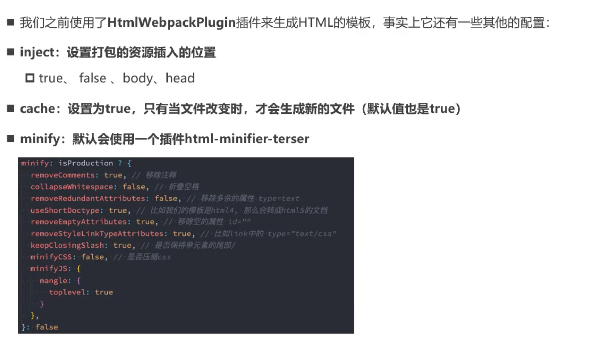 我们之前使用了HtmlWebpackPlugin插件来生成HTML的模板，事实上它还有一些其他的配置：
inject：设置打包的资源插入的位置
true、 false 、body、head
cache：设置为true，只有当文件改变时，才会生成新的文件（默认值也是true）
minify：默认会使用一个插件html-minifier-terser
minify: isProduction ? {
removeComments: true, // 移除注释
collapseWhitespace: false, // 折叠空格
removeRedundantAttributes: false, // 移除多余的属性 type=text
useShortDoctype: true, // 比如我们的模板是html4, 那么会转成html5的文档
removeEmptyAttributes: true, // 移除空的属性 id=""
removeStyleLinkTypeAttributes: true, // 比如link中的 type="text/css"
keepClosingSlash: true, // 是否保持单元素的尾部/
minifyCSS: false, // 是否压缩css
minifyJS: {
mangle: {
toplevel: true
}
},
}: false